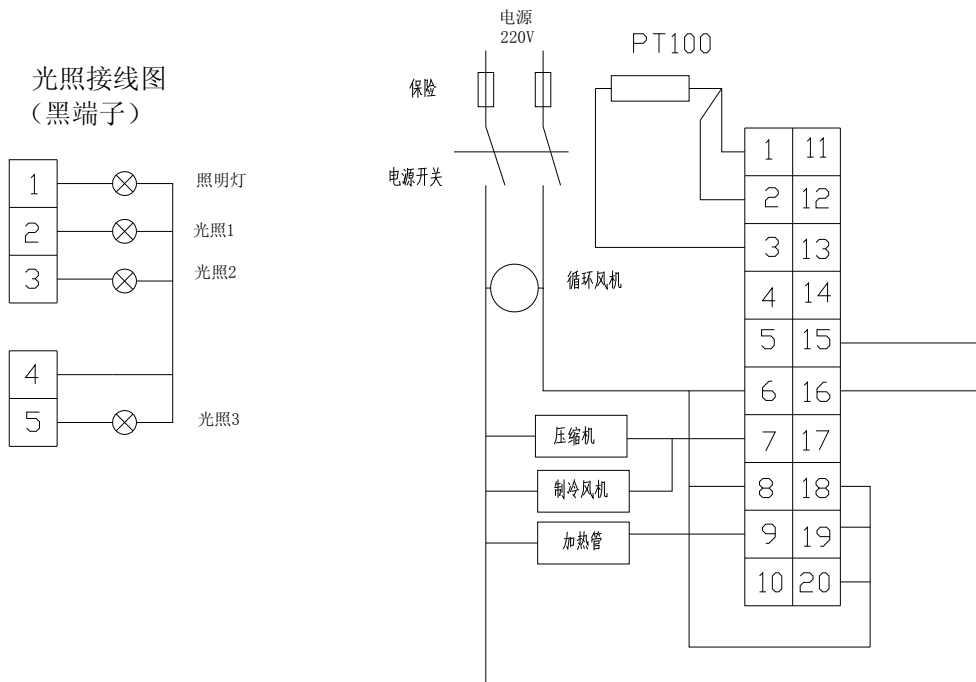 光照接线图
（黑端子）
1
照明灯
2
光照1
3
光照2
4
5
光照3
电源
220V
保险
电源开关
循环风机
压缩机
制冷风机
加热管
PT100
1 11
2 12
3 13
4 14
5 15
6 16
7 17
8 18
9 19
10 20